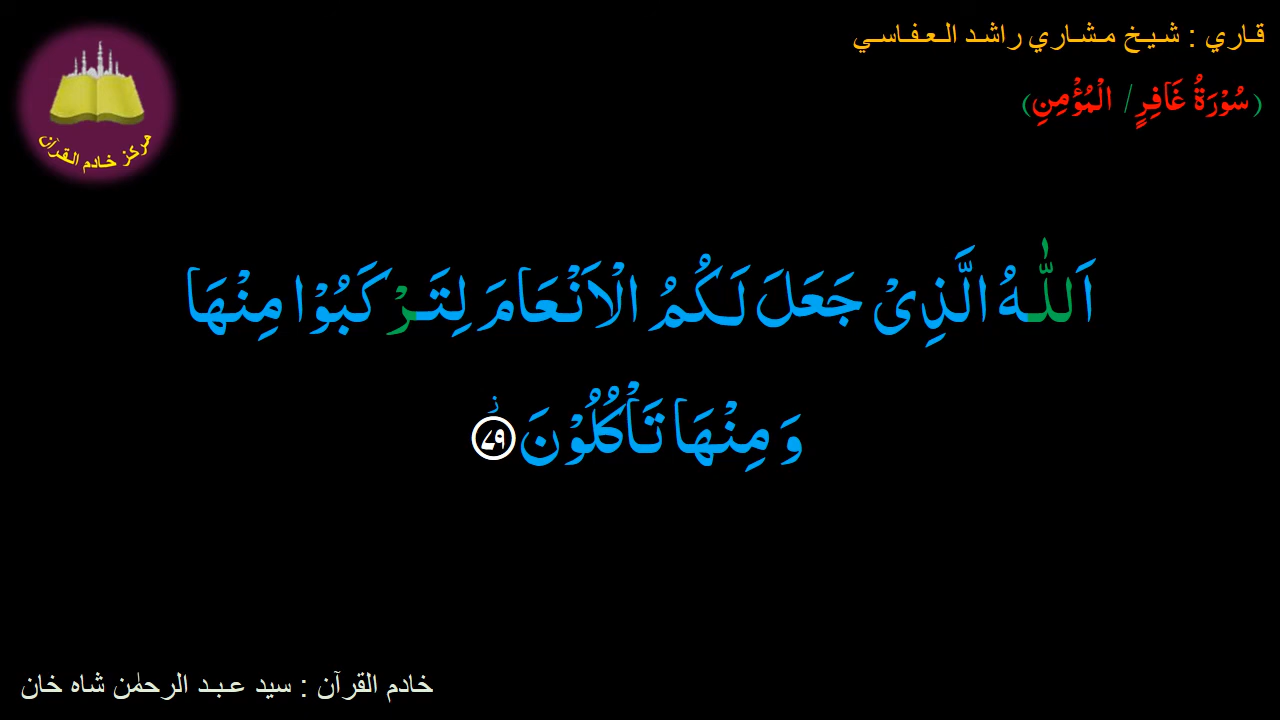 قاري : شيخ مشاري راشد العفاسي
(سُوْرَةُ غَافِرٍ/ الْمُؤْمِنِ)
مركز خادم القرآن
اَللّٰهُ الَّذِىْ جَعَلَ لَكُمُ الْاَنْعَامَ لِتَرْكَبُوْا مِنْهَا
وَ مِنْهَا تَاْكُلُوْنَ ؗ ۷۹
خادم القرآن : سيد عبد الرحمٰن شاه خان